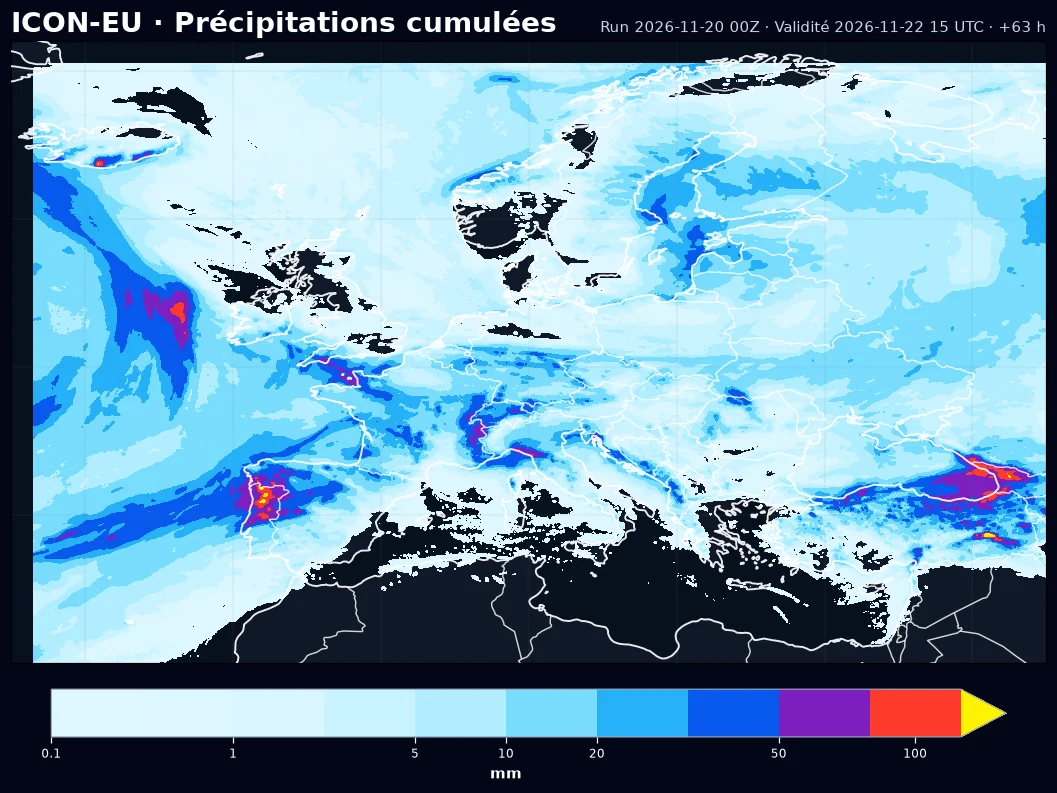 ICON-EU · Précipitations cumulées
Run 2026-11-20 00Z · Validité 2026-11-22 15 UTC · +63 h
0.1 1 5 10 20 50 100
mm